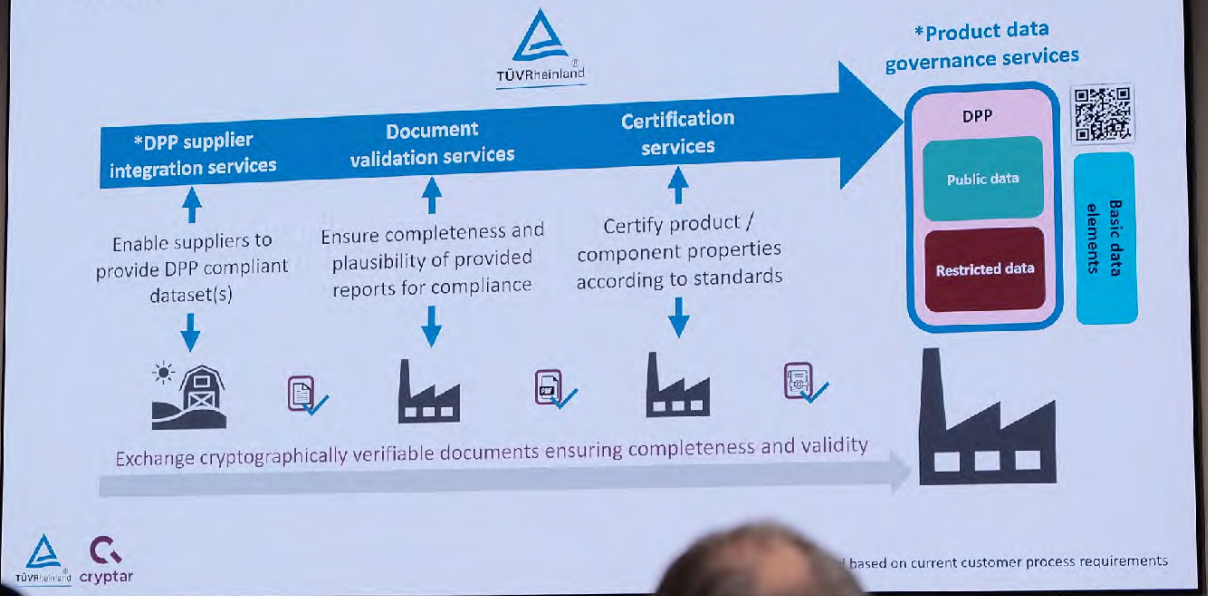 TÜVRheinland
®
*Product data
governance services
*DPP supplier
integration services
Document
validation services
Certification
services
DPP
Public data
Restricted data
Basic data
elements
Enable suppliers to
provide DPP compliant
dataset(s)
Ensure completeness and
plausibility of provided
reports for compliance
Certify product /
component properties
according to standards
PDF
Exchange cryptographically verifiable documents ensuring completeness and validity
TÜVRheinland
cryptar
based on current customer process requirements